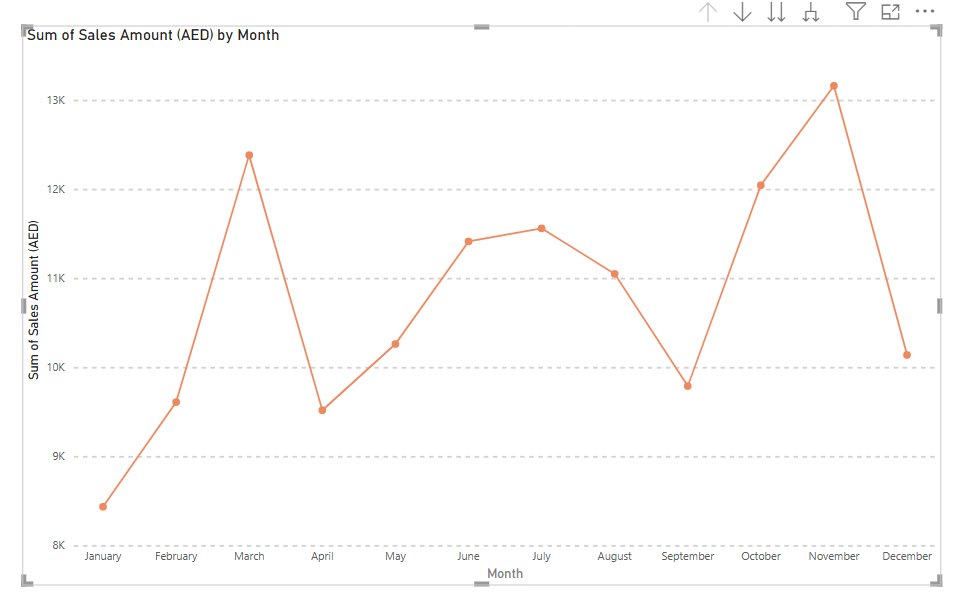 Sum of Sales Amount (AED) by Month
Sum of Sales Amount (AED)
13K
12K
11K
10K
9K
8K
January February March April May June July August September October November December
Month